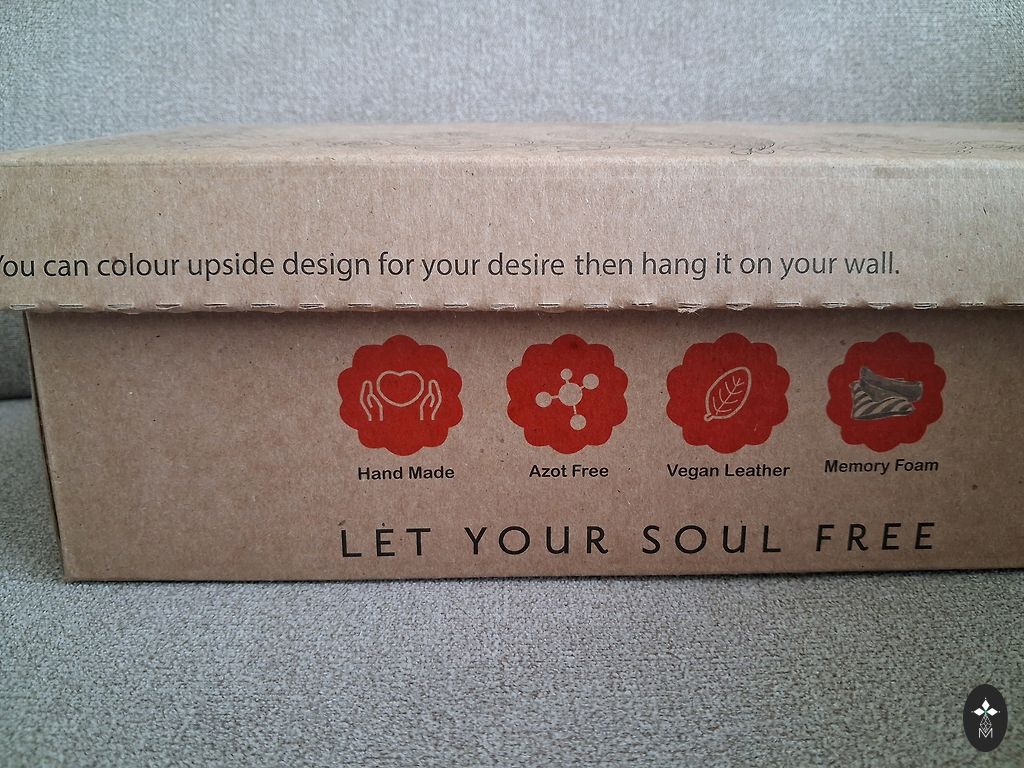 You can colour upside design for your desire then hang it on your wall.
Hand Made
Azot Free
Vegan Leather
Memory Foam
LET YOUR SOUL FREE
M